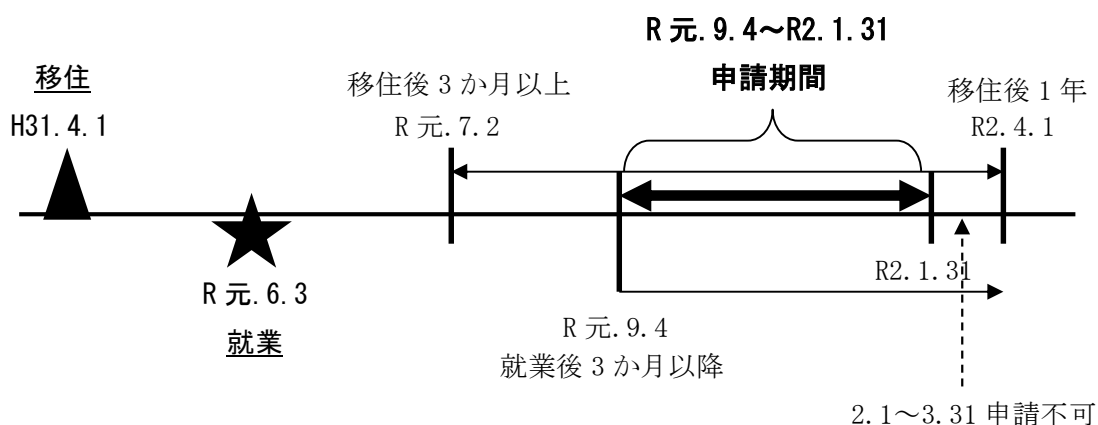 R 元.9.4～R2.1.31
申請期間
移住
H31.4.1
移住後 3 か月以上
R 元.7.2
移住後 1 年
R2.4.1
R 元.6.3
就業
R2.1.31
R 元.9.4
就業後 3 か月以降
2.1～3.31 申請不可